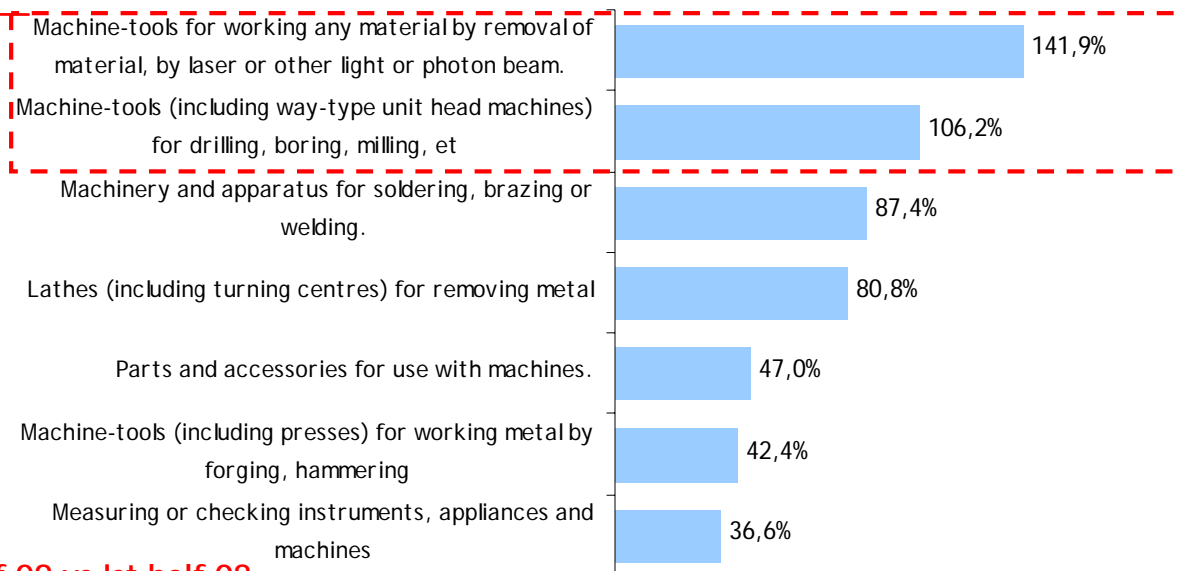 Machine-tools for working any material by removal of
material, by laser or other light or photon beam.
141,9%
Machine-tools (including way-type unit head machines)
for drilling, boring, milling, et
106,2%
Machinery and apparatus for soldering, brazing or
welding.
87,4%
Lathes (including turning centres) for removing metal
80,8%
Parts and accessories for use with machines.
47,0%
Machine-tools (including presses) for working metal by
forging, hammering
42,4%
Measuring or checking instruments, appliances and
machines
36,6%